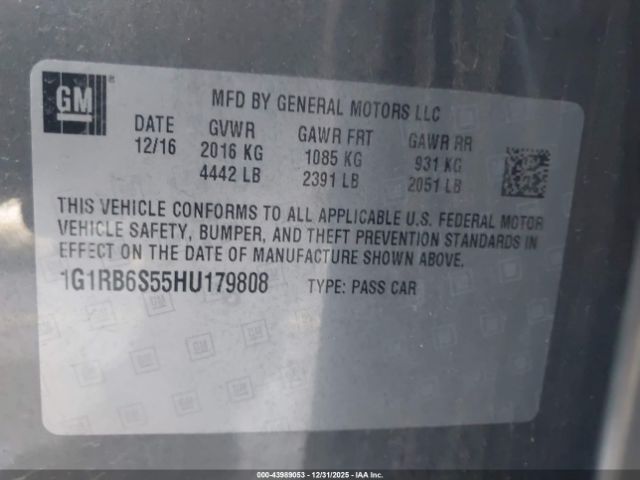 GM
MFD BY GENERAL MOTORS LLC
DATE GVWR GAWR FRT GAWR RR
12/16 2016 KG 1085 KG 931 KG
4442 LB 2391 LB 2051 LB
THIS VEHICLE CONFORMS TO ALL APPLICABLE U.S. FEDERAL MOTOR
VEHICLE SAFETY, BUMPER, AND THEFT PREVENTION STANDARDS IN
EFFECT ON THE DATE OF MANUFACTURE SHOWN ABOVE.
1G1RB6S55HU179808 TYPE: PASS CAR
000-43989053 - 12/31/2025 - IAAI Inc.